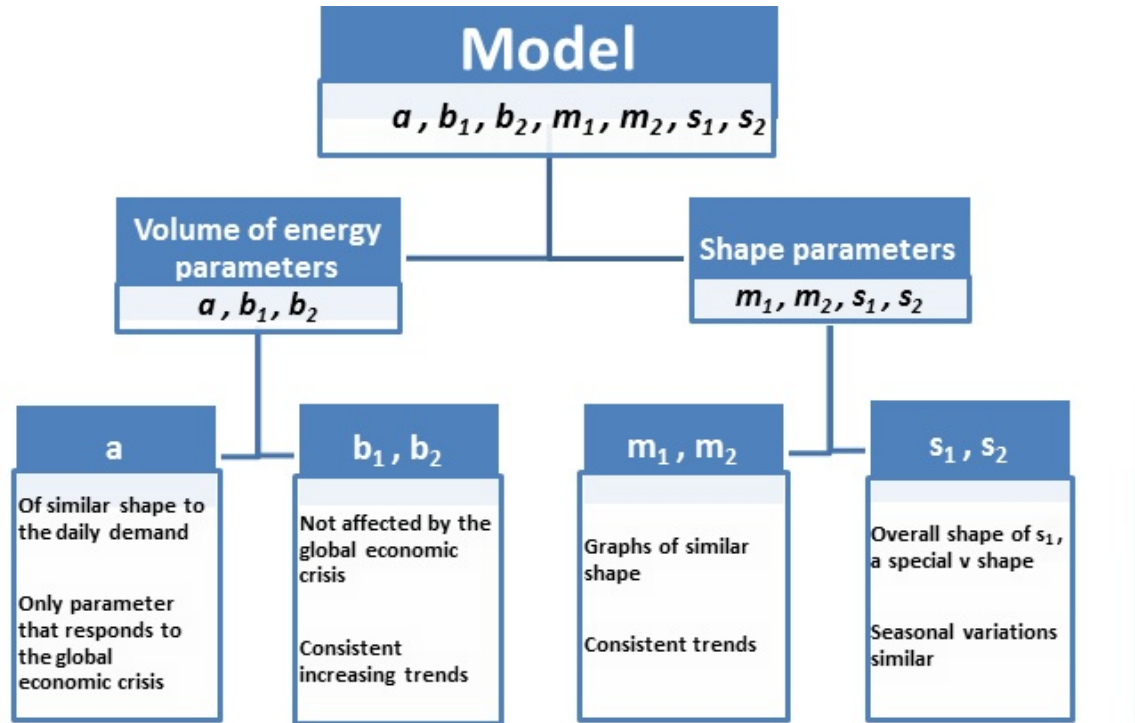 Model
a , b₁, b₂, m₁, m₂, s₁, s₂
Volume of energy
parameters
a , b₁, b₂
Shape parameters
m₁, m₂, s₁, s₂
a
Of similar shape to
the daily demand
Only parameter
that responds to
the global
economic crisis
b₁ , b₂
Not affected by the
global economic
crisis
Consistent
increasing trends
m₁ , m₂
Graphs of similar
shape
Consistent trends
s₁ , s₂
Overall shape of s₁ ,
a special v shape
Seasonal variations
similar